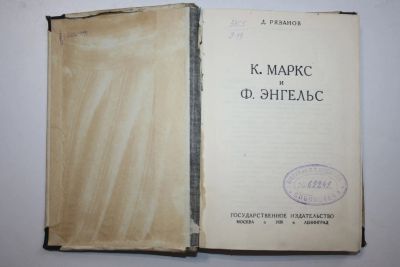 Д. РЯЗАНОВ
К. МАРКС
и
Ф. ЭНГЕЛЬС
ГОСУДАРСТВЕННОЕ ИЗДАТЕЛЬСТВО
МОСКВА ЛЕНИНГРАД